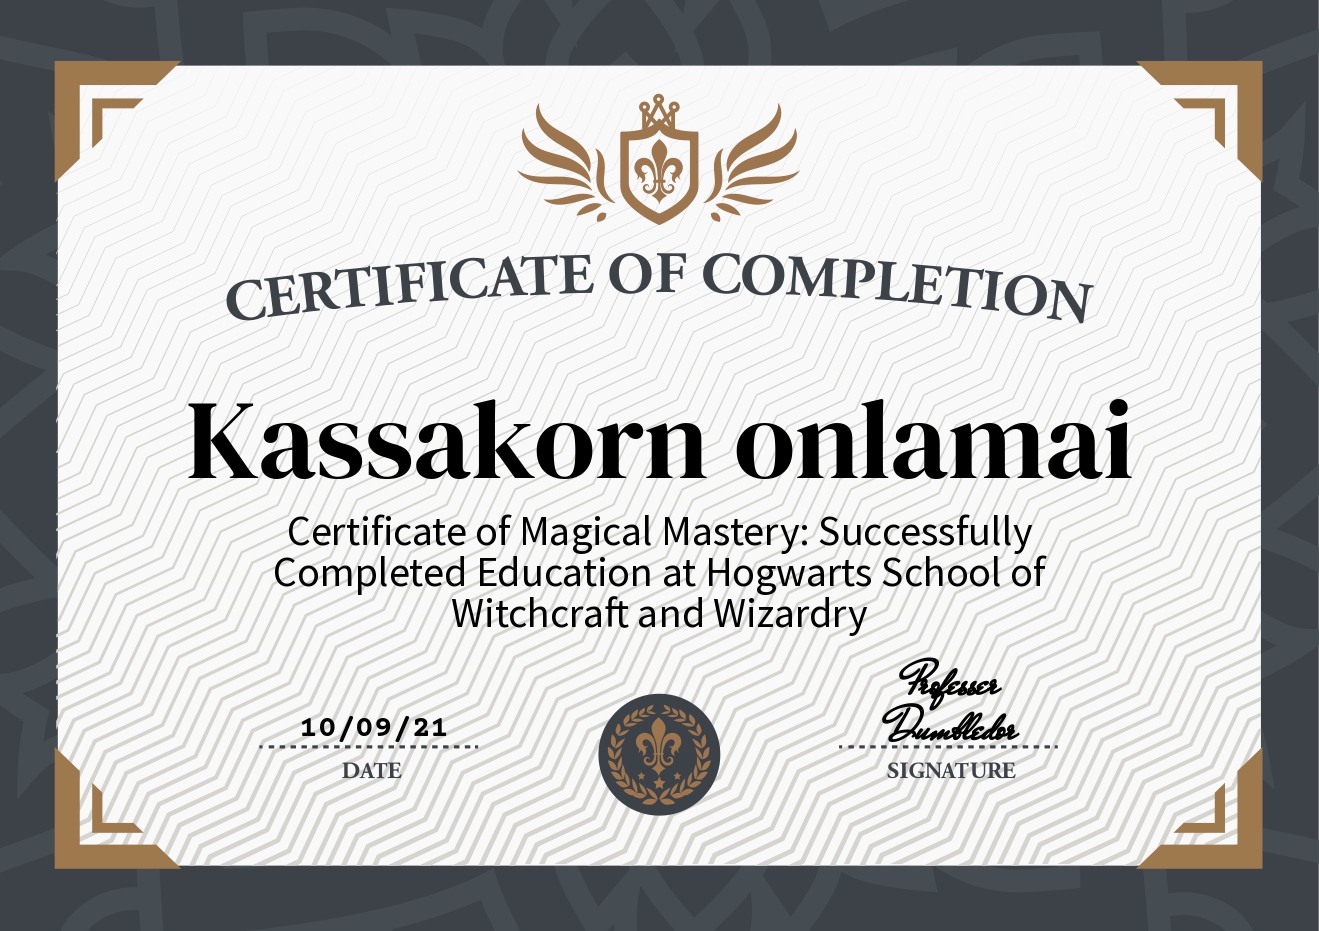 CERTIFICATE OF COMPLETION
Kassakorn onlamai
Certificate of Magical Mastery: Successfully
Completed Education at Hogwarts School of
Witchcraft and Wizardry
Professer
Dumbledor
10/09/21
DATE
SIGNATURE